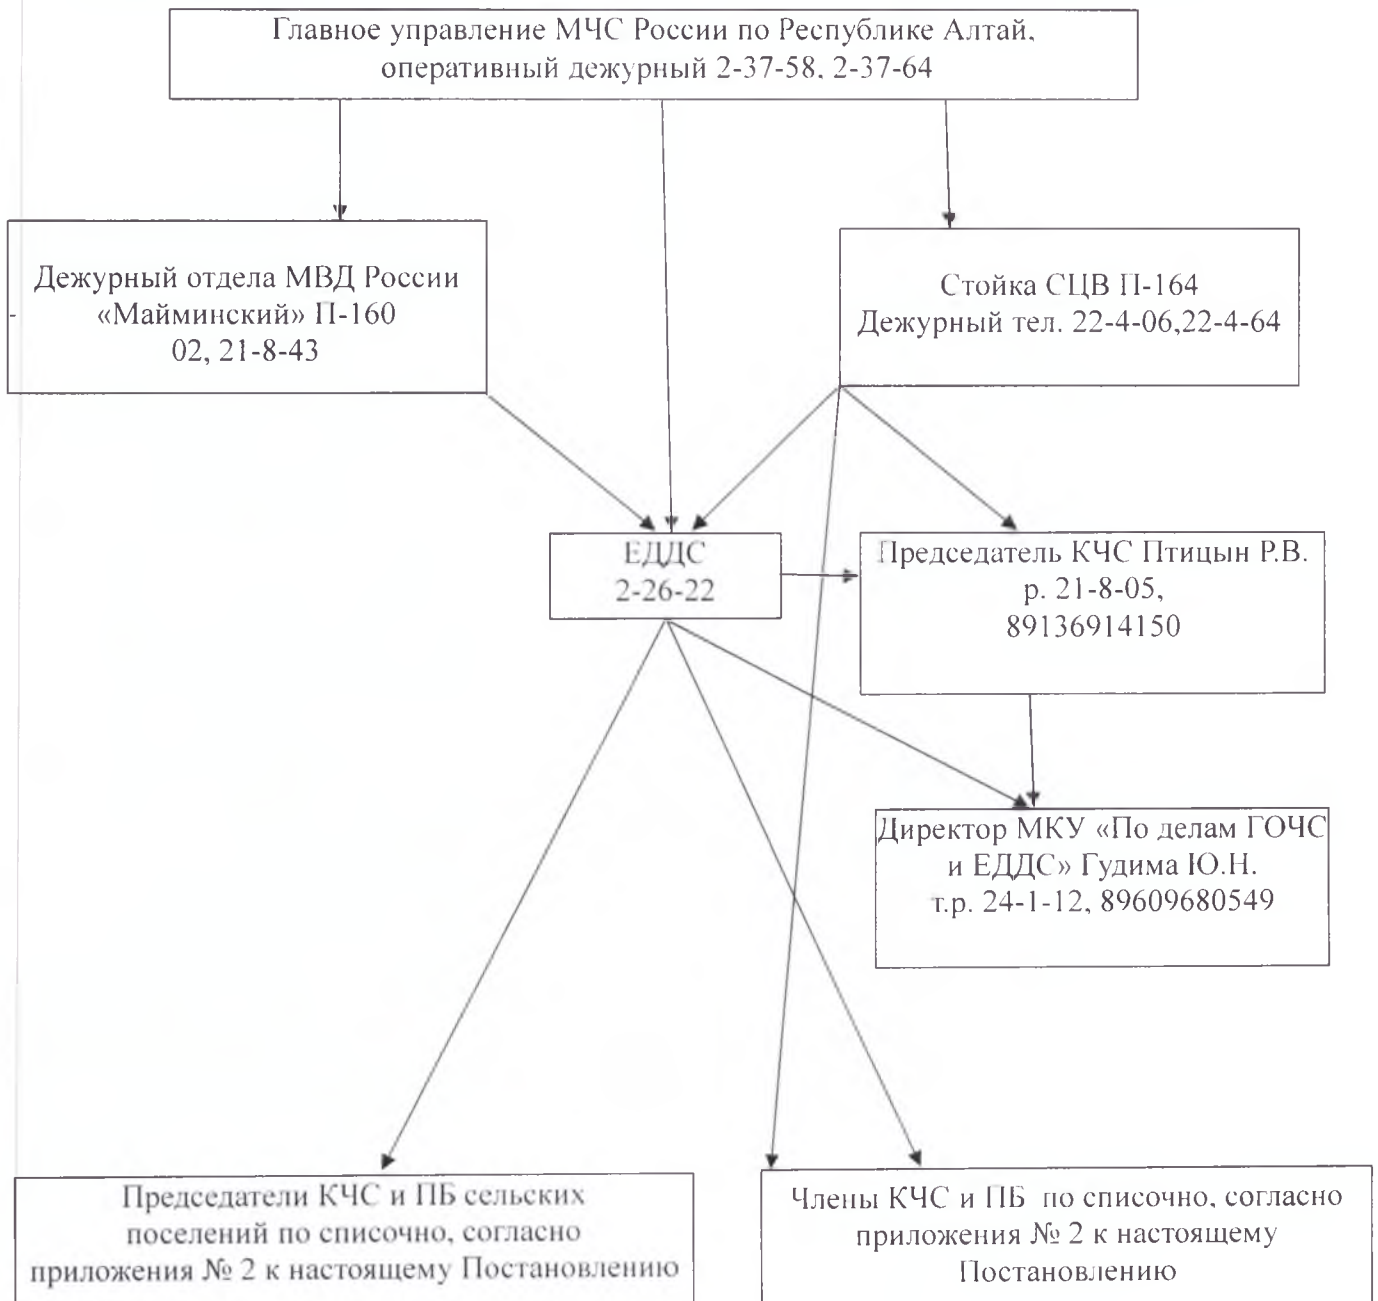 Главное управление МЧС России по Республике Алтай,
оперативный дежурный 2-37-58, 2-37-64
Дежурный отдела МВД России
«Майминский» П-160
02, 21-8-43
Стойка СЦВ П-164
Дежурный тел. 22-4-06,22-4-64
ЕДДС
2-26-22
Председатель КЧС Птицын Р.В.
р. 21-8-05,
89136914150
Директор МКУ «По делам ГОЧС
и ЕДДС» Гудима Ю.Н.
т.р. 24-1-12, 89609680549
Председатели КЧС и ПБ сельских
поселений по списочно, согласно
приложения № 2 к настоящему Постановлению
Члены КЧС и ПБ по списочно, согласно
приложения № 2 к настоящему
Постановлению